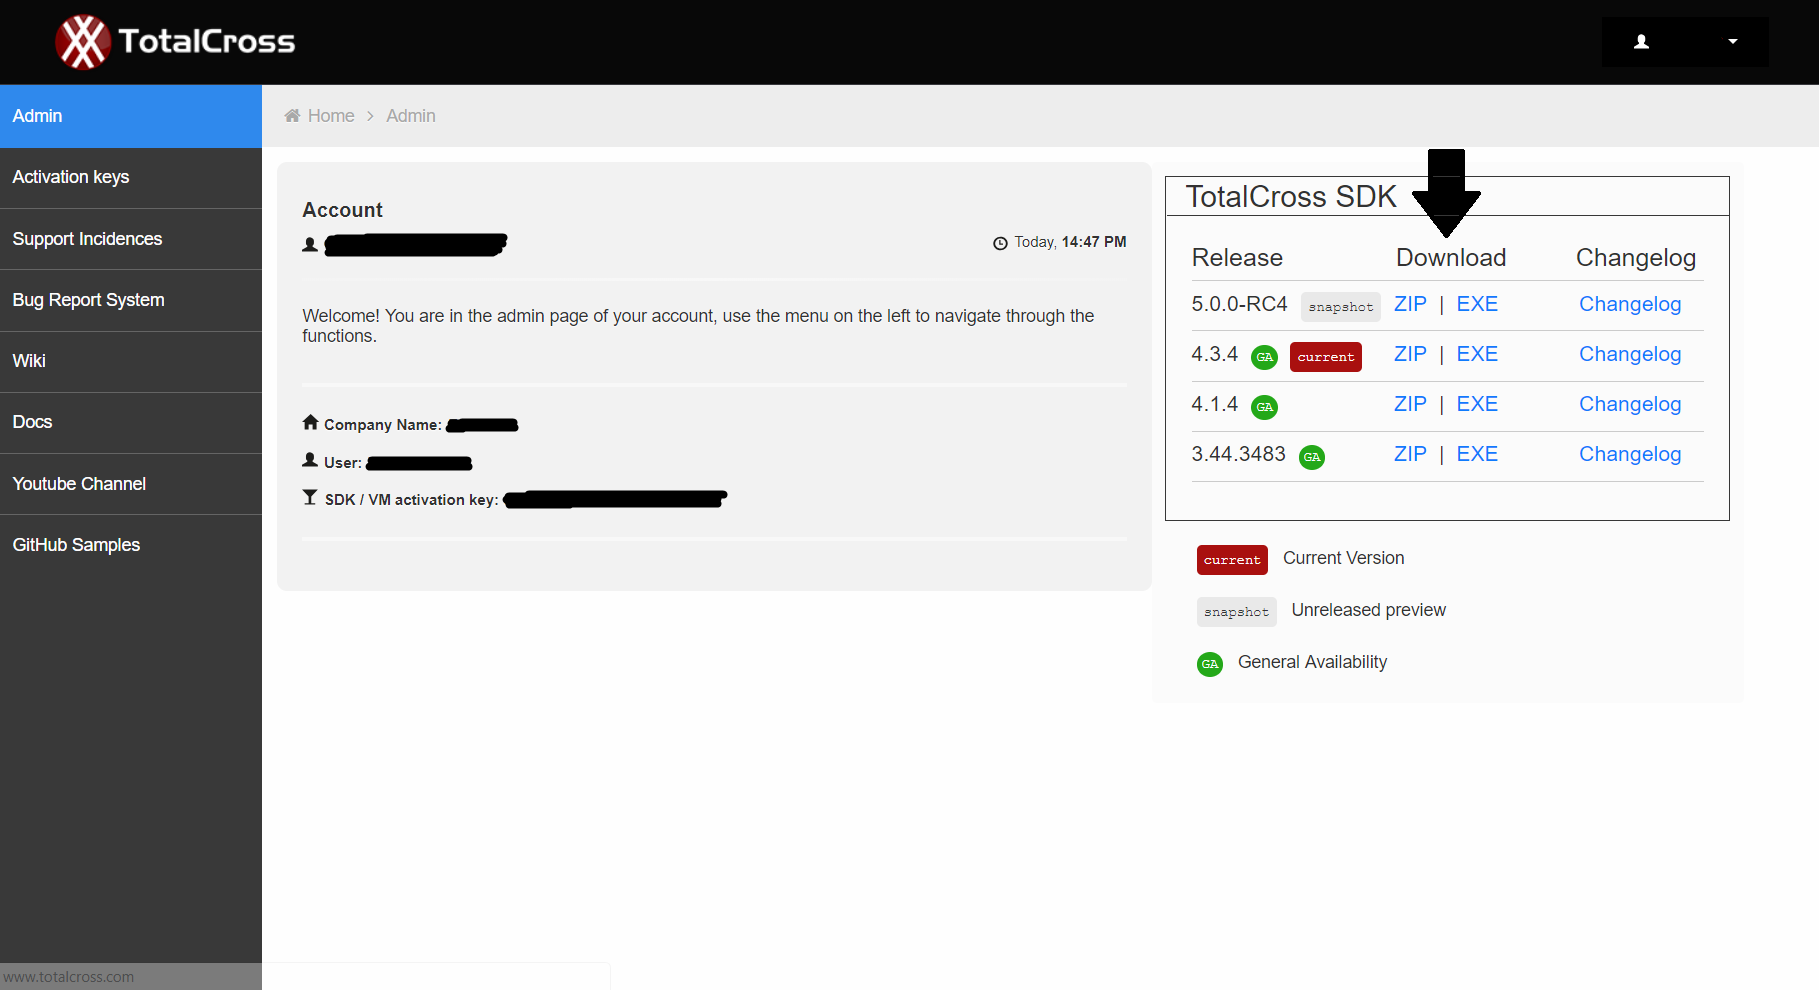 TotalCross
Admin
Activation keys
Support Incidences
Bug Report System
Wiki
Docs
Youtube Channel
GitHub Samples
www.totalcross.com
Home > Admin
Account
Today, 14:47 PM
Welcome! You are in the admin page of your account, use the menu on the left to navigate through the
functions.
Company Name:
User:
SDK / VM activation key:
TotalCross SDK
Release Download Changelog
5.0.0-RC4 snapshot ZIP | EXE Changelog
4.3.4 GA current ZIP | EXE Changelog
4.1.4 GA ZIP | EXE Changelog
3.44.3483 GA ZIP | EXE Changelog
current Current Version
snapshot Unreleased preview
GA General Availability